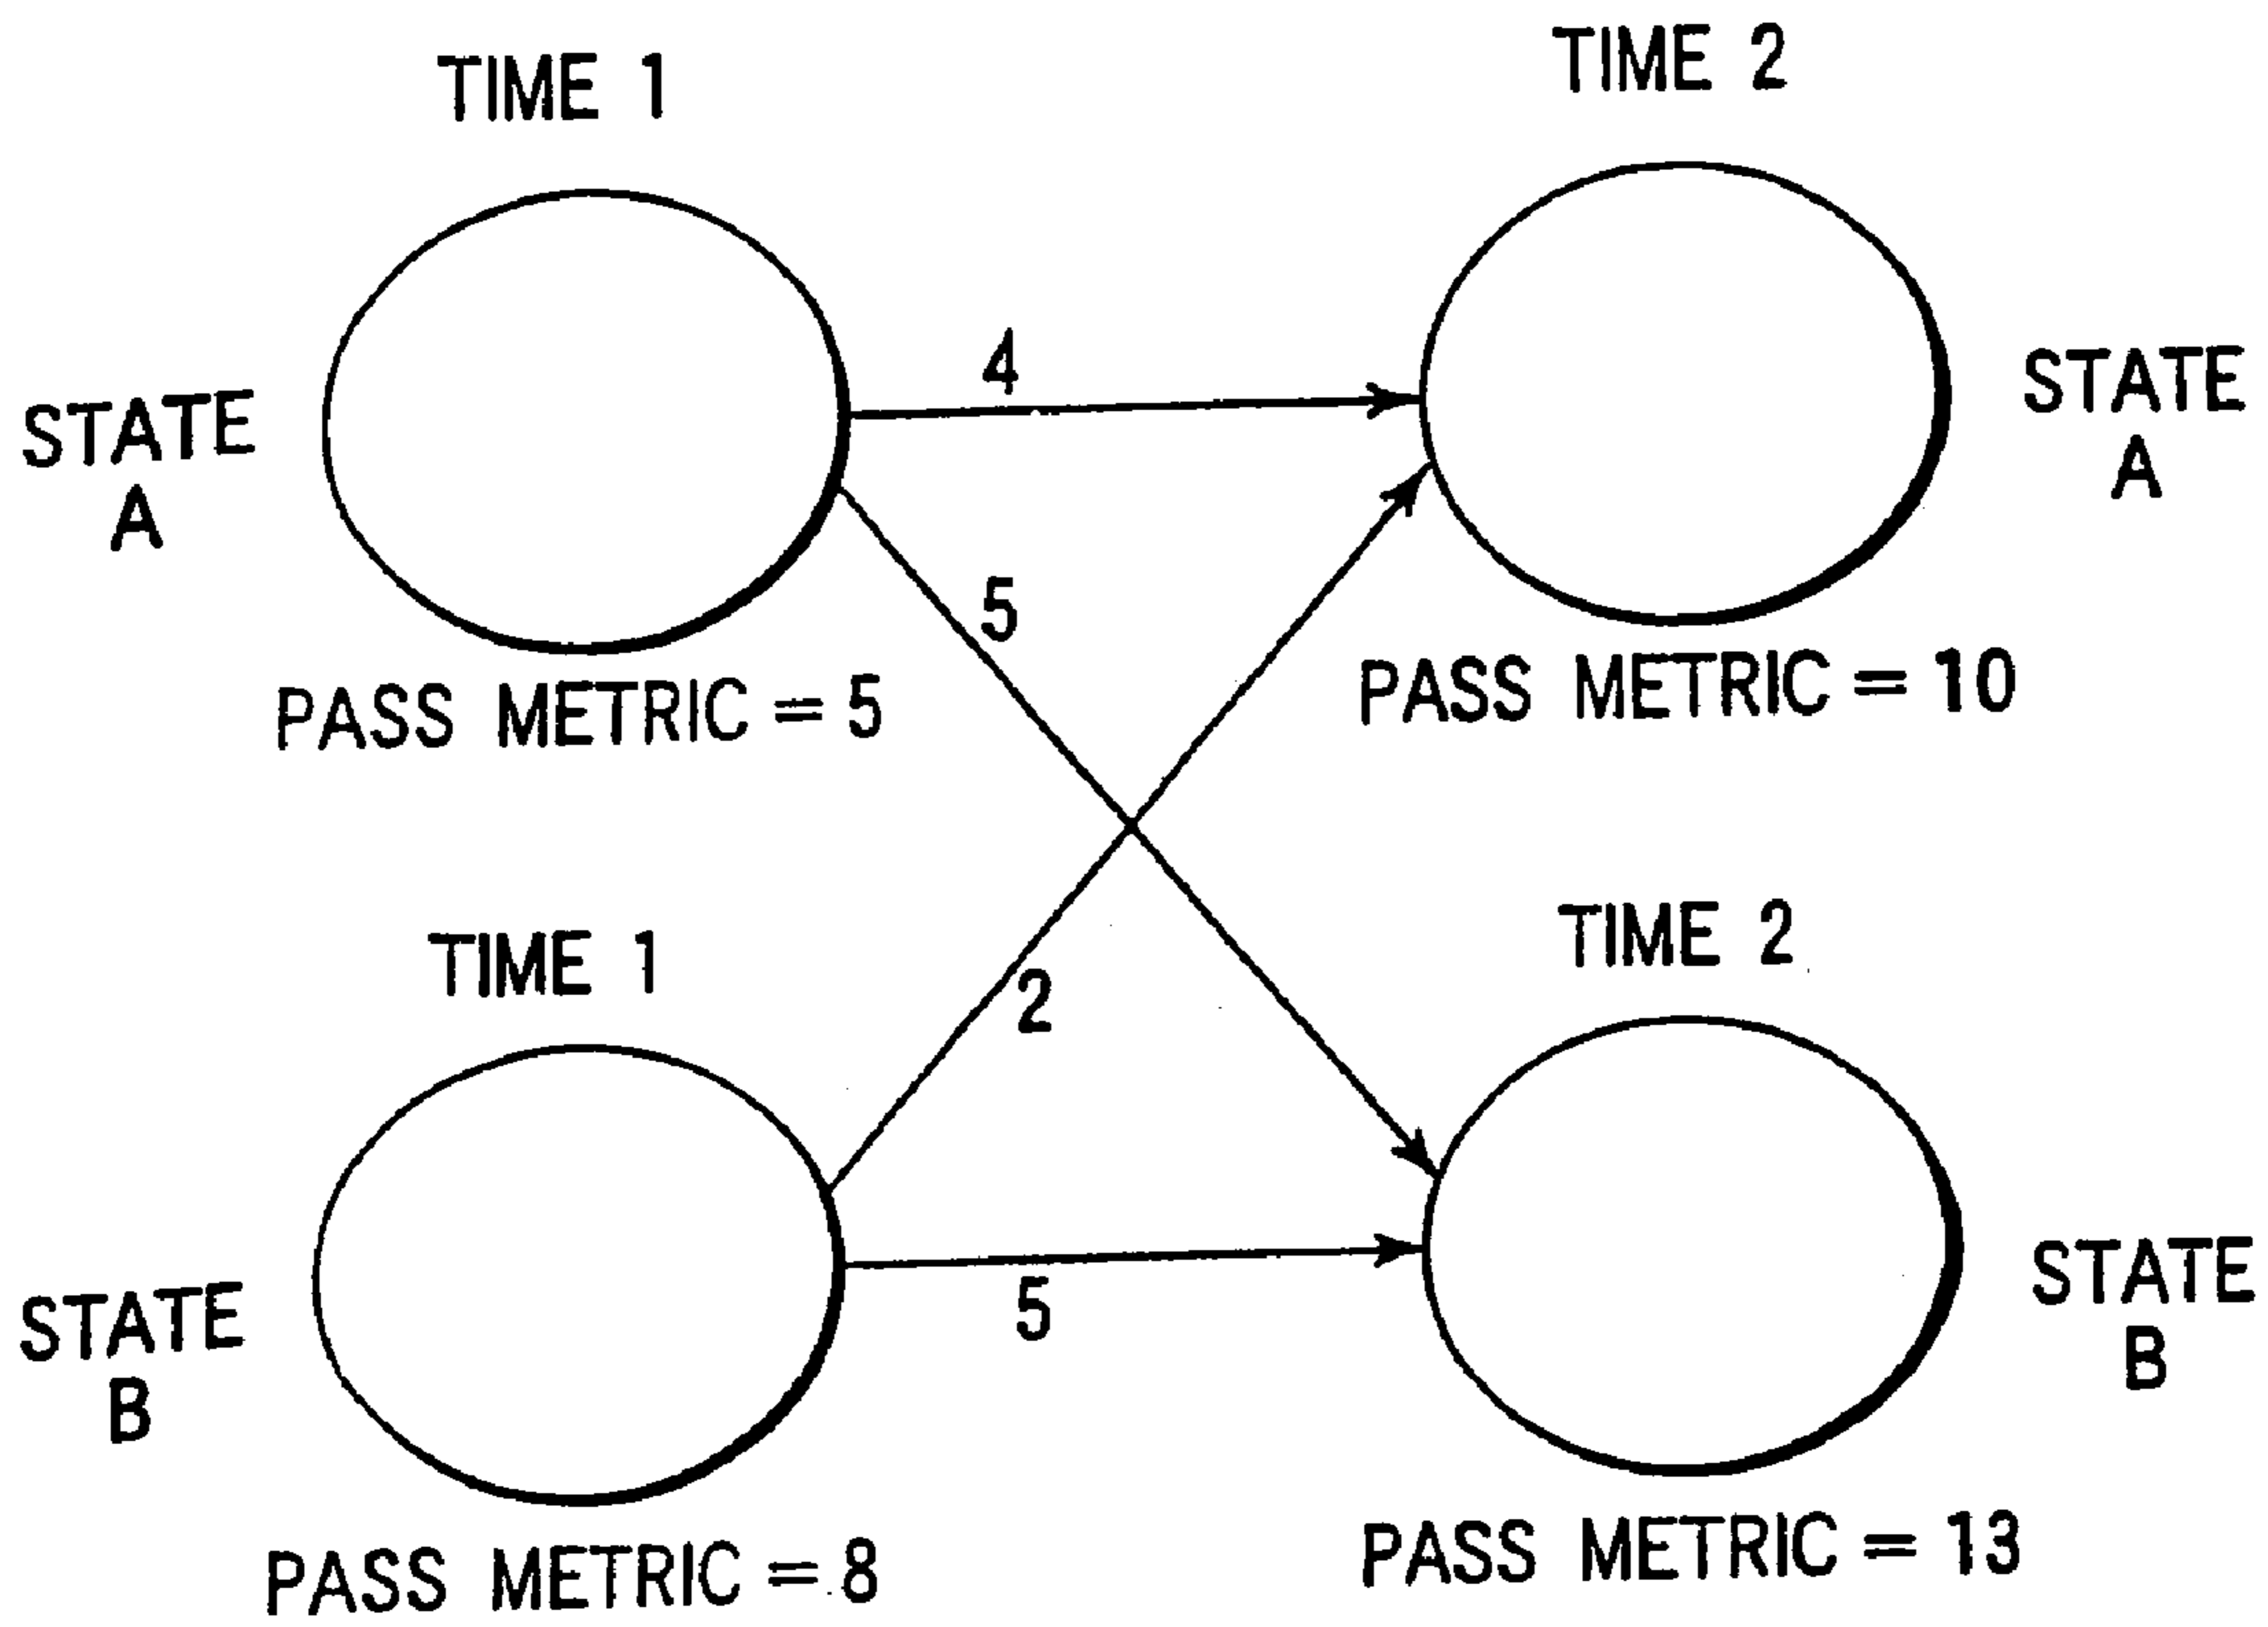 TIME 1
TIME 2
STATE
A
4
STATE
A
5
PASS METRIC = 5
PASS METRIC = 10
TIME 1
TIME 2
2
STATE
B
5
STATE
B
PASS METRIC = 8
PASS METRIC = 13